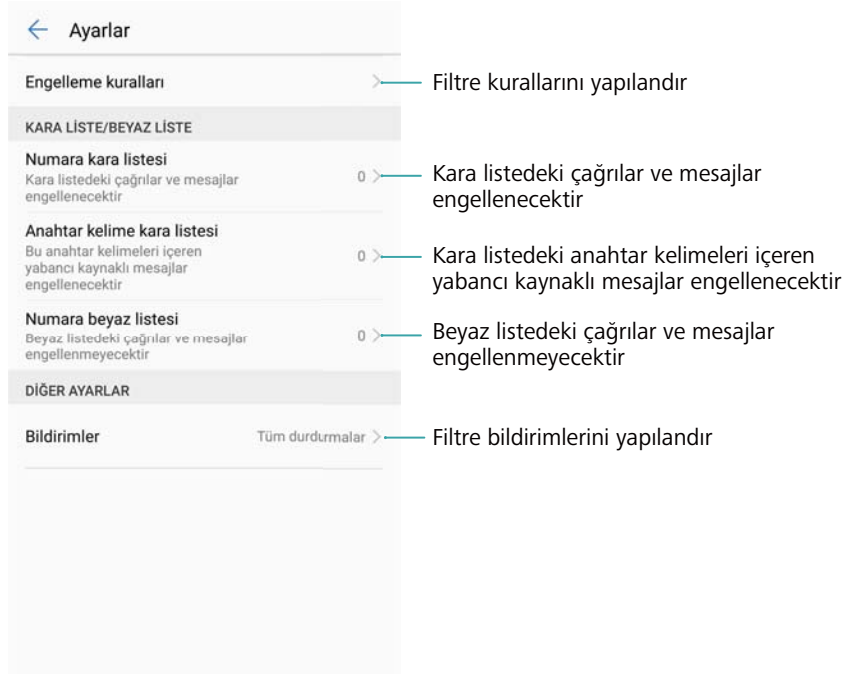 Ayarlar
Engelleme kuralları
Filtre kurallarını yapılandır
KARA LİSTE/BEYAZ LİSTE
Numara kara listesi
Kara listedeki çağrılar ve mesajlar
engellenecektir
0
Kara listedeki çağrılar ve mesajlar
engellenecektir
Anahtar kelime kara listesi
Bu anahtar kelimeleri içeren
yabancı kaynaklı mesajlar
engellenecektir
0
Kara listedeki anahtar kelimeleri içeren
yabancı kaynaklı mesajlar engellenecektir
Numara beyaz listesi
Beyaz listedeki çağrılar ve mesajlar
engellenmeyecektir
0
Beyaz listedeki çağrılar ve mesajlar
engellenmeyecektir
DİĞER AYARLAR
Bildirimler
Tüm durdurmalar
Filtre bildirimlerini yapılandır